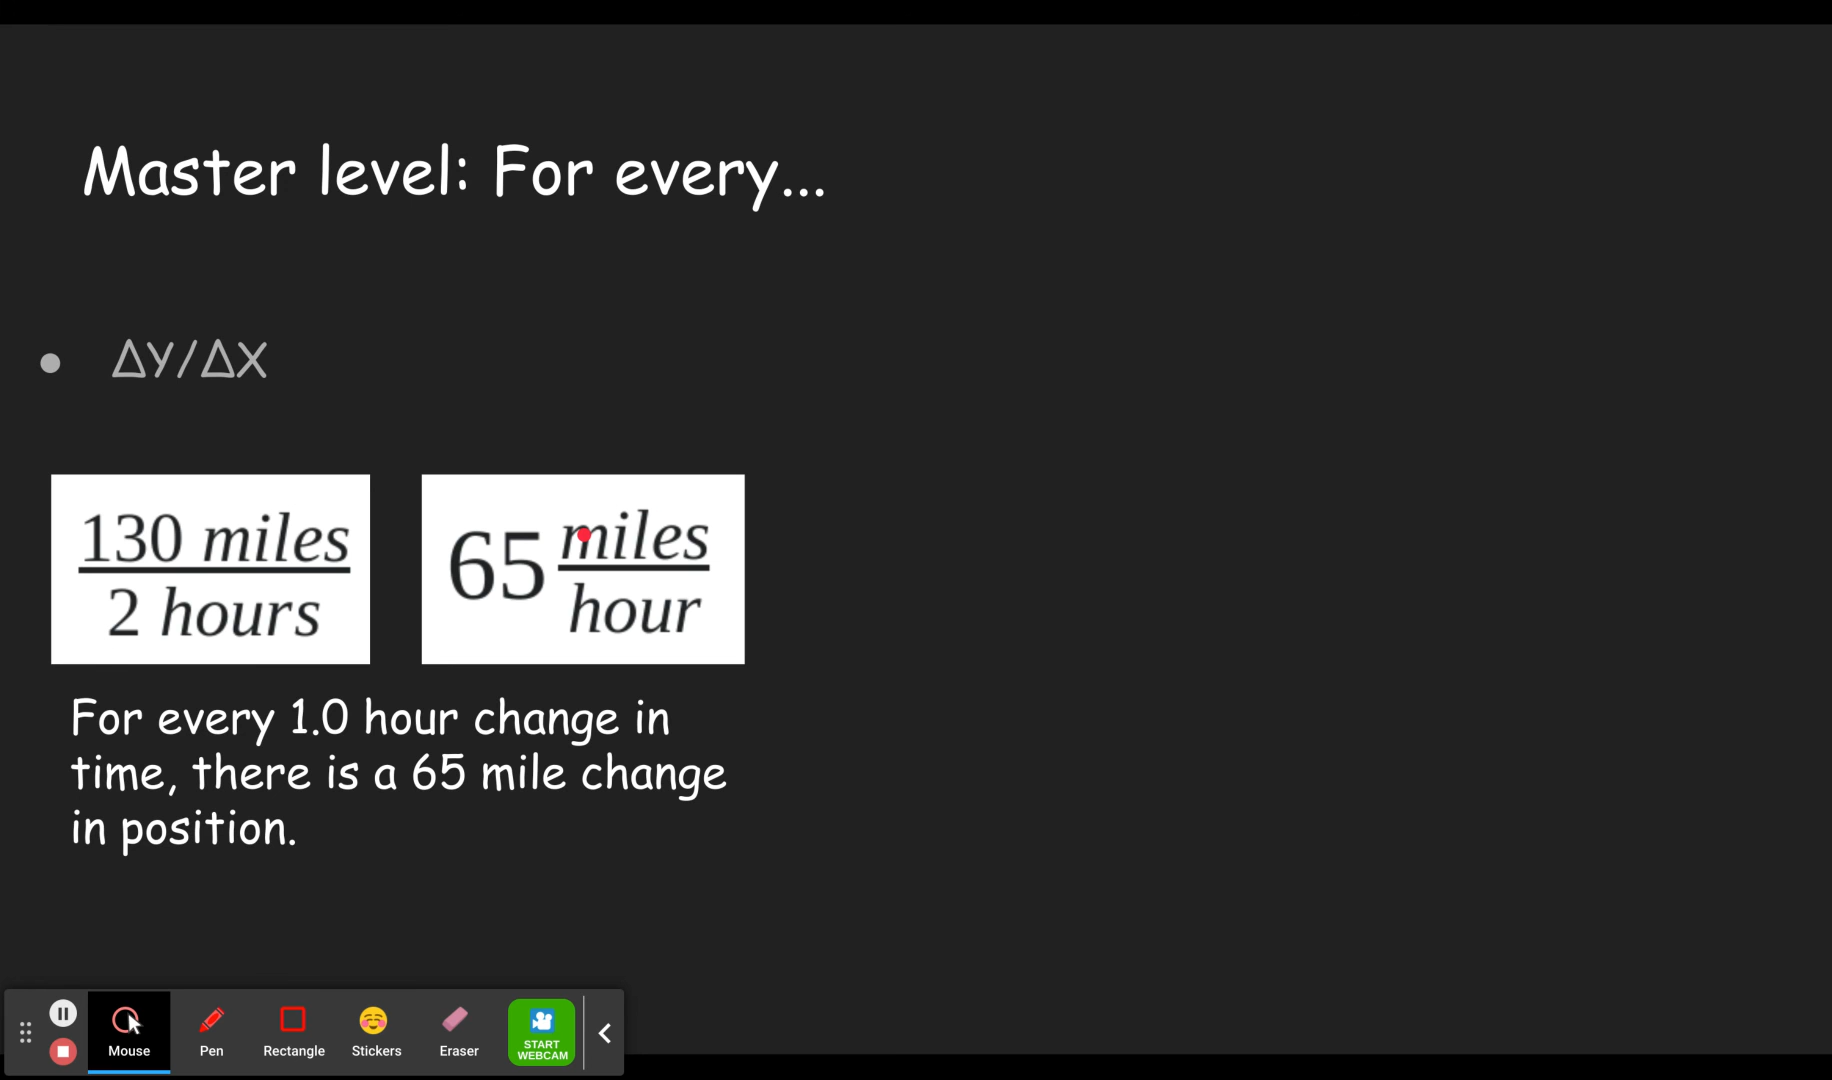 Master level: For every...
● ΔY/ΔX
130 miles
2 hours
65 miles
hour
For every 1.0 hour change in
time, there is a 65 mile change
in position.
Mouse
Pen
Rectangle
Stickers
Eraser
START
WEBCAM